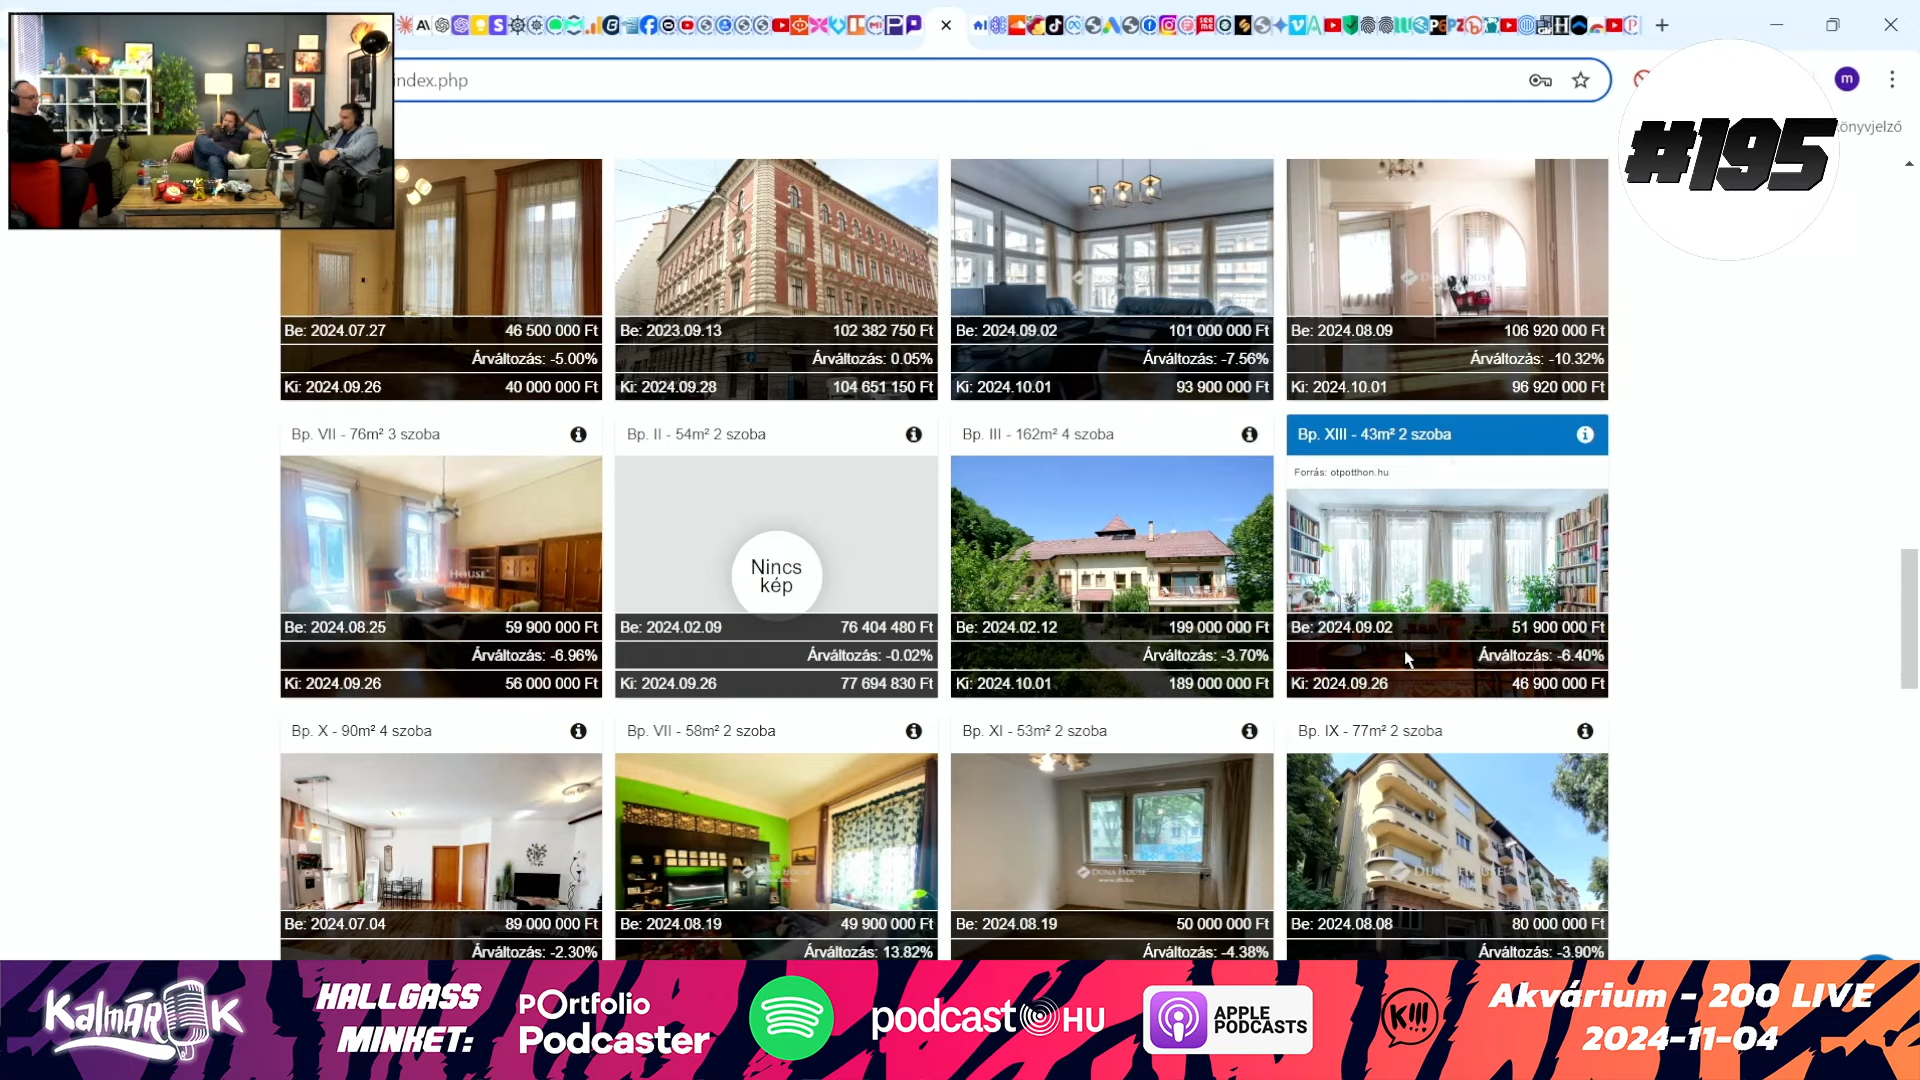 index.php
m
könyvjelző
#195
Be: 2024.07.27 46 500 000 Ft
Árváltozás: -5.00%
Ki: 2024.09.26 40 000 000 Ft
Be: 2023.09.13 102 382 750 Ft
Árváltozás: 0.05%
Ki: 2024.09.28 104 651 150 Ft
Be: 2024.09.02 101 000 000 Ft
Árváltozás: -7.56%
Ki: 2024.10.01 93 900 000 Ft
Be: 2024.08.09 106 920 000 Ft
Árváltozás: -10.32%
Ki: 2024.10.01 96 920 000 Ft
Bp. VII - 76m² 3 szoba
DUNA HOUSE
Be: 2024.08.25 59 900 000 Ft
Árváltozás: -6.96%
Ki: 2024.09.26 56 000 000 Ft
Bp. II - 54m² 2 szoba
Nincs
kép
Be: 2024.02.09 76 404 480 Ft
Árváltozás: -0.02%
Ki: 2024.09.26 77 694 830 Ft
Bp. III - 162m² 4 szoba
Be: 2024.02.12 199 000 000 Ft
Árváltozás: -3.70%
Ki: 2024.10.01 189 000 000 Ft
Bp. XIII - 43m² 2 szoba
Forrás: otpotthon.hu
Be: 2024.09.02 51 900 000 Ft
Árváltozás: -6.40%
Ki: 2024.09.26 46 900 000 Ft
Bp. X - 90m² 4 szoba
Be: 2024.07.04 89 000 000 Ft
Árváltozás: -2.30%
Bp. VII - 58m² 2 szoba
DUNA HOUSE
Be: 2024.08.19 49 900 000 Ft
Árváltozás: 13.82%
Bp. XI - 53m² 2 szoba
DUNA HOUSE
www.dh.hu
Be: 2024.08.19 50 000 000 Ft
Árváltozás: -4.38%
Bp. IX - 77m² 2 szoba
DUNA HOUSE
Be: 2024.08.08 80 000 000 Ft
Árváltozás: -3.90%
KalmÁROK
HALLGASS
MINKET:
POrtfolio
Podcaster
podcast HU
APPLE
PODCASTS
K!!!
Akvárium - 200 LIVE
2024-11-04